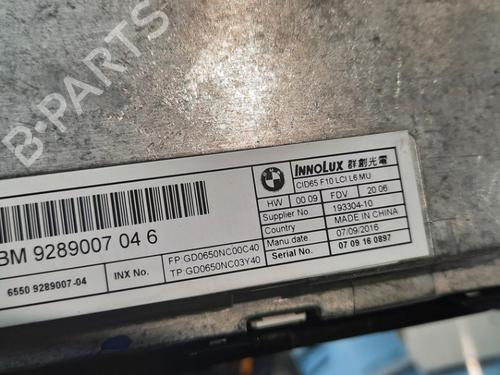 B-PARTS
INNOLUX 群創光電
CID65 F10 LCI L6 MU
HW 00 09 FDV 20.06
Supplier No. 193304-10
Country MADE IN CHINA
Manu date 07/09/2016
Serial No. 07 09 16 0897
BM 9289007 04 6
6550 9289007-04
INX No.
FP GD0650NC00C40
TP GD0650NC03Y40